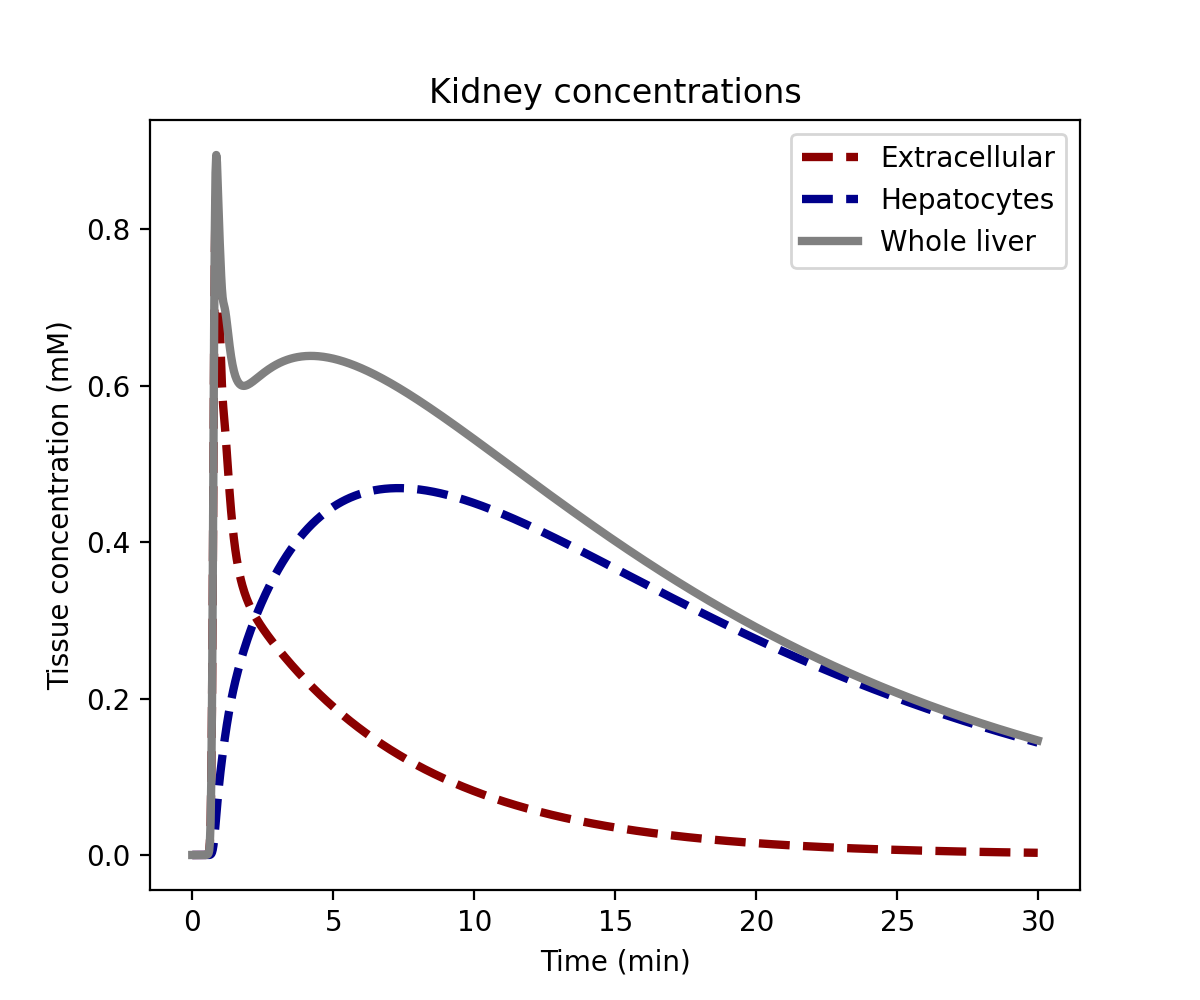 Kidney concentrations
Extracellular
Hepatocytes
Whole liver
Tissue concentration (mM)
0.8
0.6
0.4
0.2
0.0
0 5 10 15 20 25 30
Time (min)